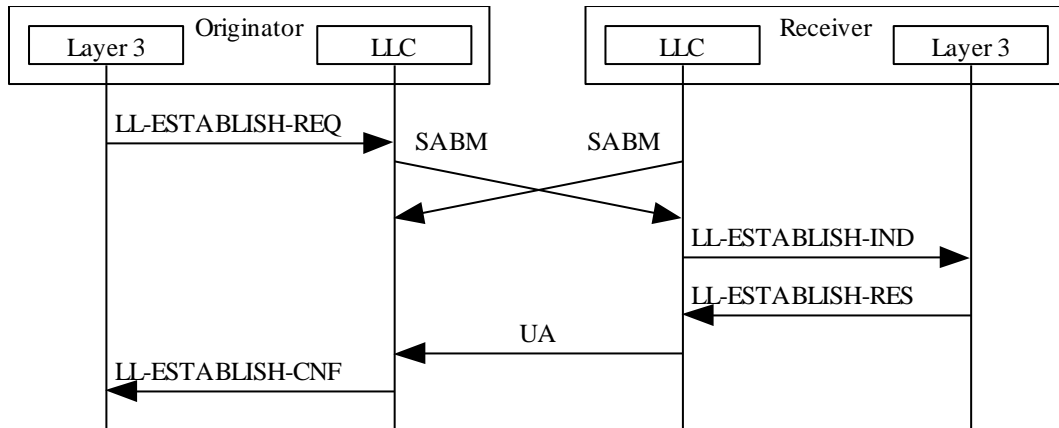 Originator
Receiver
Layer 3
LLC
LLC
Layer 3
LL-ESTABLISH-REQ
SABM
SABM
LL-ESTABLISH-IND
LL-ESTABLISH-RES
UA
LL-ESTABLISH-CNF